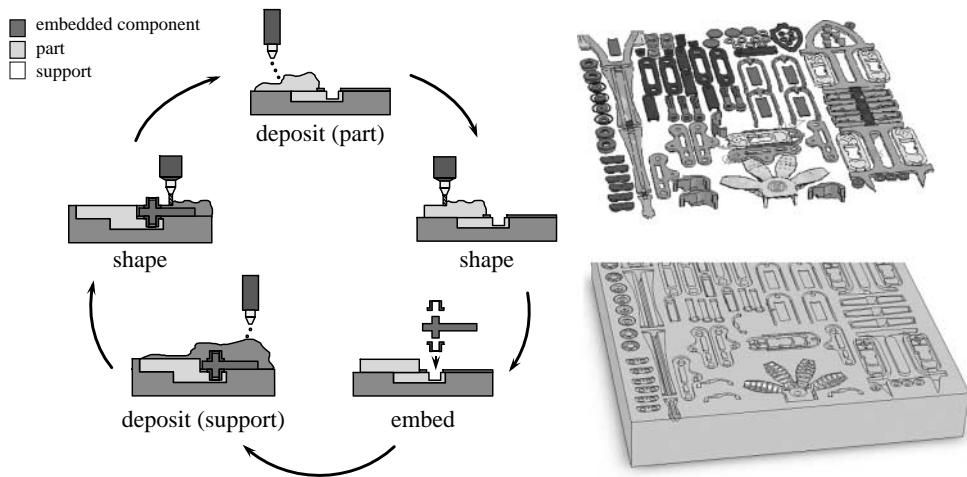 embedded component
part
support
deposit (part)
shape
shape
deposit (support)
embed